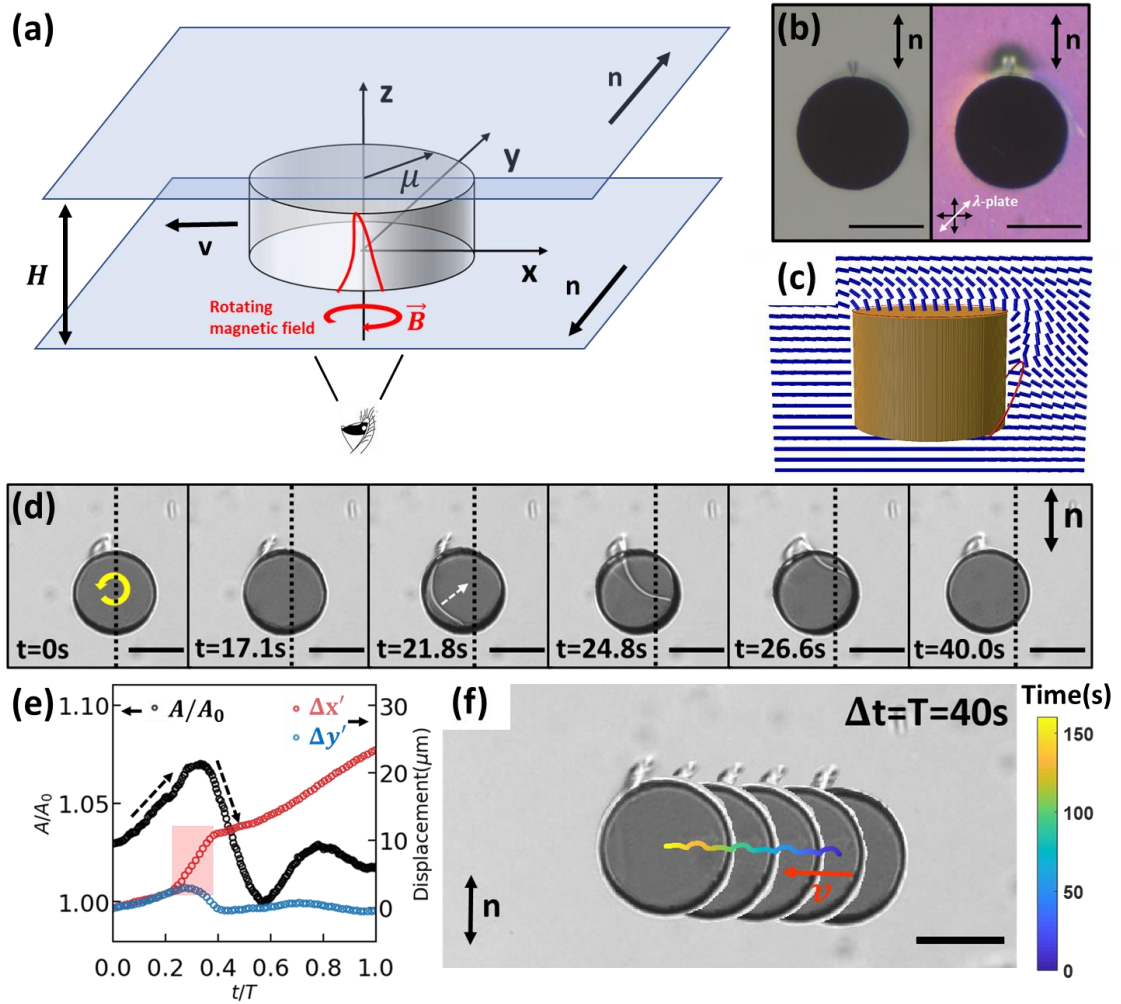 (a)
z
n
y
μ
v
x
H
n
Rotating
magnetic field
B
(b)
n
n
λ-plate
(c)
(d)
n
t=0s
t=17.1s
t=21.8s
t=24.8s
t=26.6s
t=40.0s
(e)
1.10
A/A₀
Δx′
30
Δy′
20
A/A₀
1.05
Displacement(μm)
10
1.00
0
0.0 0.2 0.4 0.6 0.8 1.0
t/T
(f)
Δt=T=40s
n
v
Time(s)
150
100
50
0